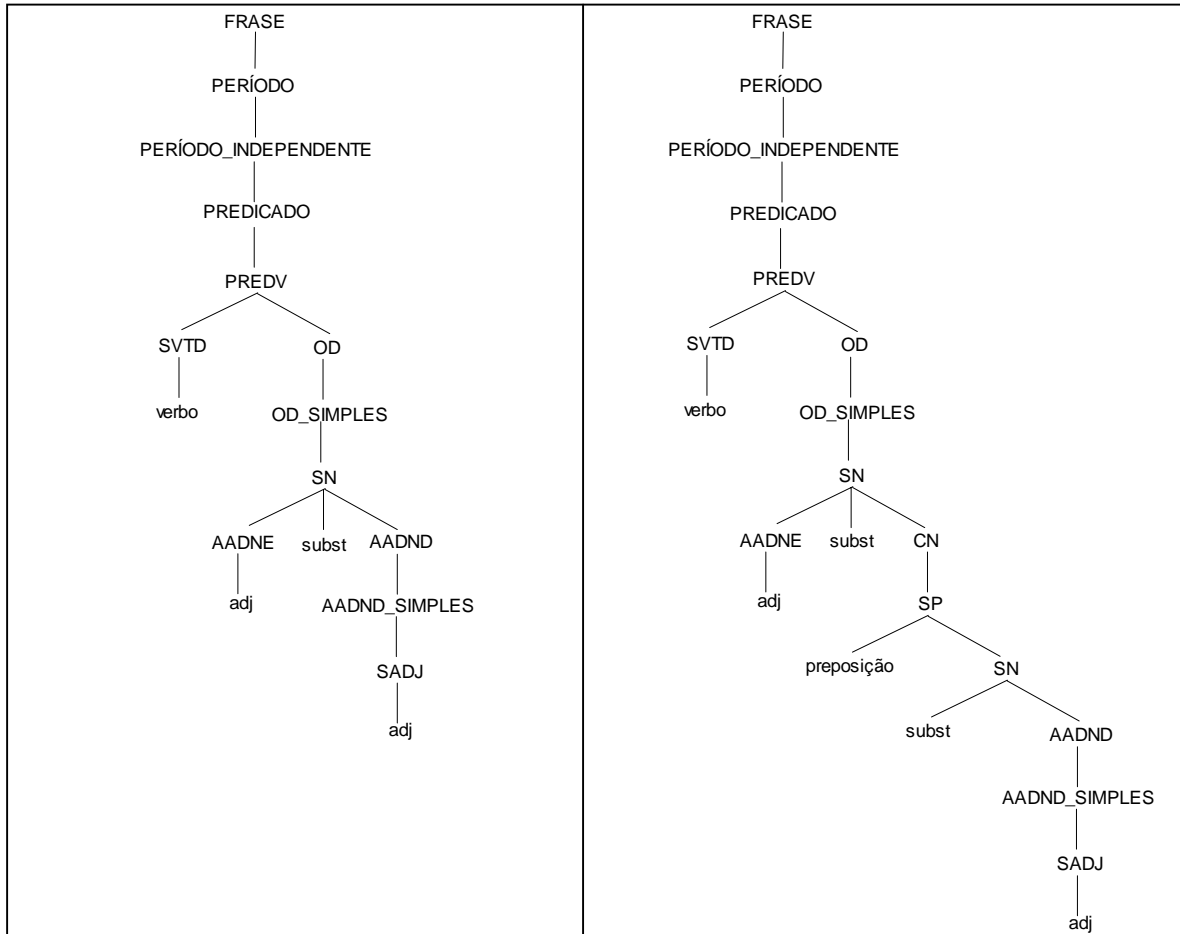 FRASE
PERÍODO
PERÍODO_INDEPENDENTE
PREDICADO
PREDV
SVTD OD
verbo OD_SIMPLES
SN
AADNE subst AADND
adj AADND_SIMPLES
SADJ
adj
FRASE
PERÍODO
PERÍODO_INDEPENDENTE
PREDICADO
PREDV
SVTD OD
verbo OD_SIMPLES
SN
AADNE subst CN
adj SP
preposição SN
subst AADND
AADND_SIMPLES
SADJ
adj